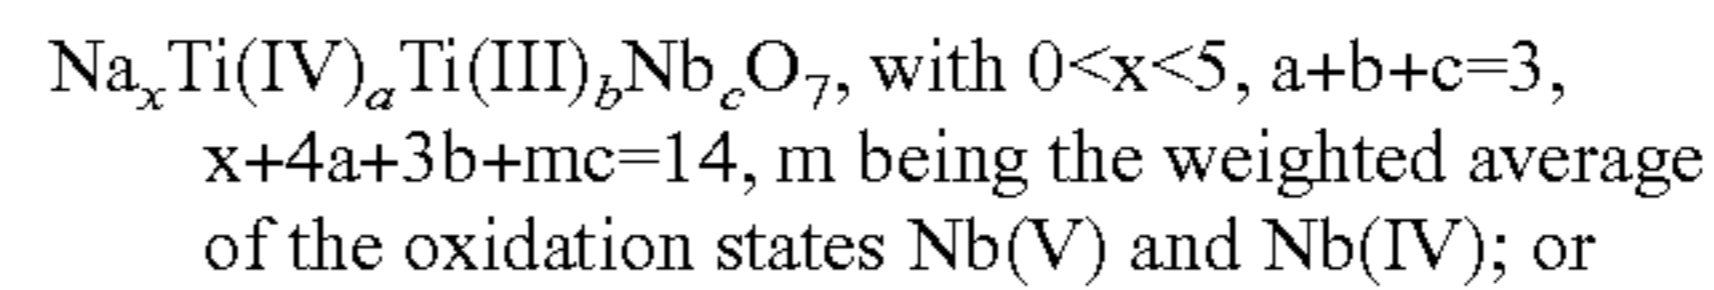 NaₓTi(IV)ₐTi(III)_bNb_cO₇, with 0<x<5, a+b+c=3,
x+4a+3b+mc=14, m being the weighted average
of the oxidation states Nb(V) and Nb(IV); or